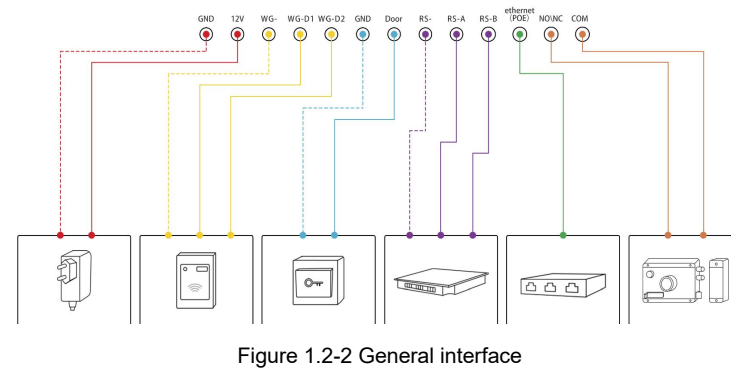 ethernet
GND 12V WG- WG-D1 WG-D2 GND Door RS- RS-A RS-B (POE) NO\NC COM
Figure 1.2-2 General interface